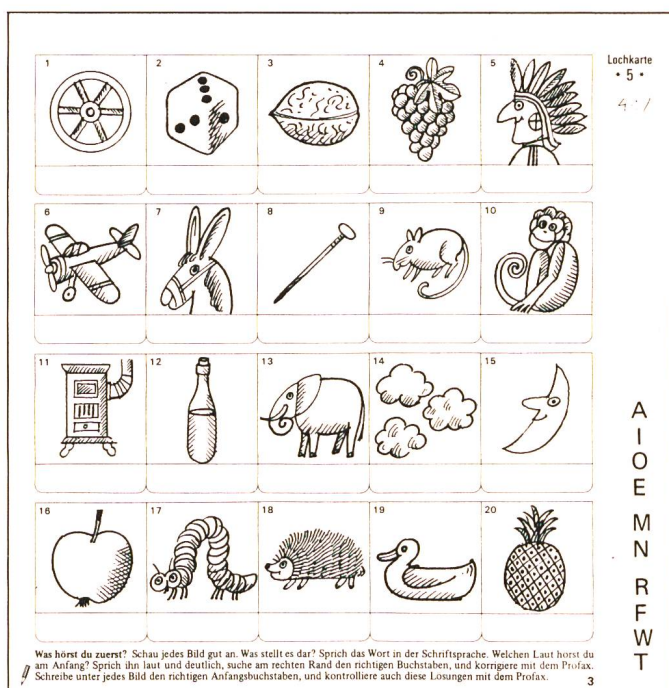 Lochkarte
• 5 •
1
2
3
4
5
6
7
8
9
10
11
12
13
14
15
16
17
18
19
20
A
I
O
E
M
N
R
F
W
T
Was hörst du zuerst? Schau jedes Bild gut an. Was stellt es dar? Sprich das Wort in der Schriftsprache. Welchen Laut hörst du
am Anfang? Sprich ihn laut und deutlich, suche am rechten Rand den richtigen Buchstaben, und korrigiere mit dem Profax.
Schreibe unter jedes Bild den richtigen Anfangsbuchstaben, und kontrolliere auch diese Lösungen mit dem Profax.
3